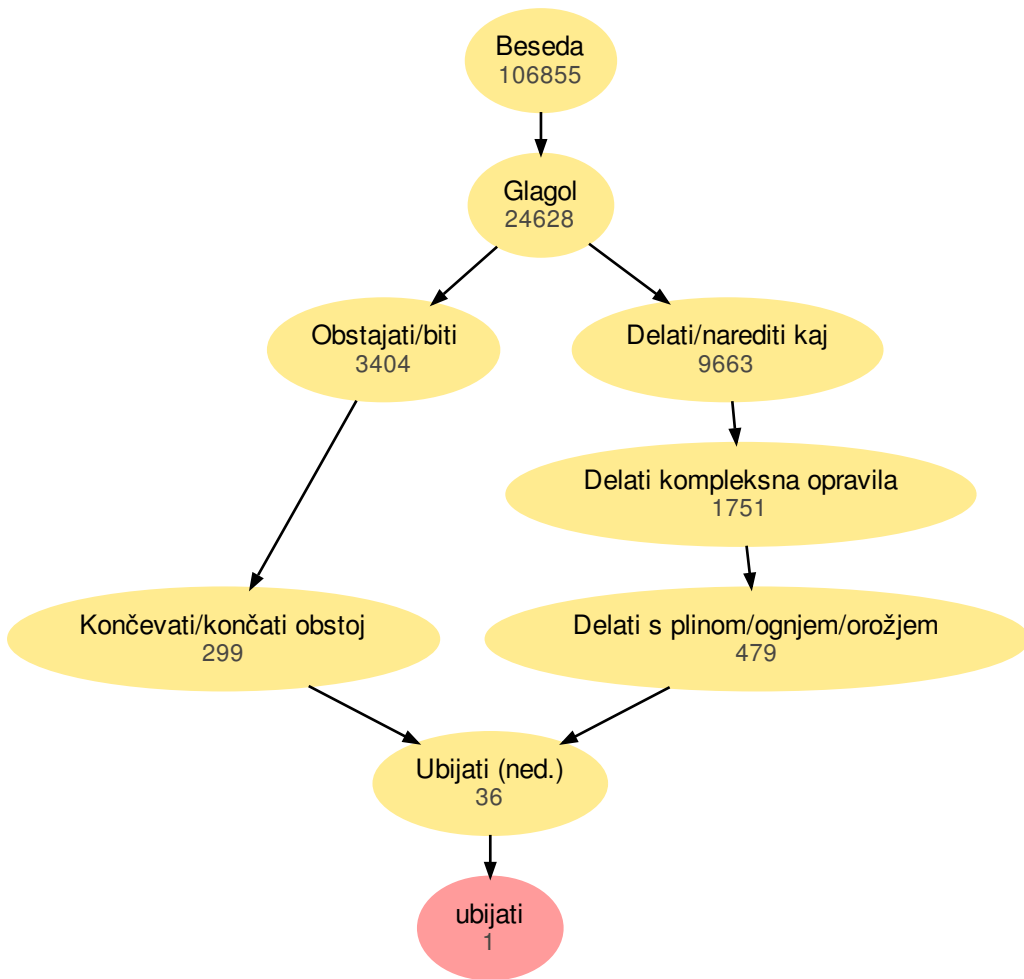 Beseda
106855
Glagol
24628
Obstajati/biti
3404
Delati/narediti kaj
9663
Delati kompleksna opravila
1751
Končevati/končati obstoj
299
Delati s plinom/ognjem/orožjem
479
Ubijati (ned.)
36
ubijati
1